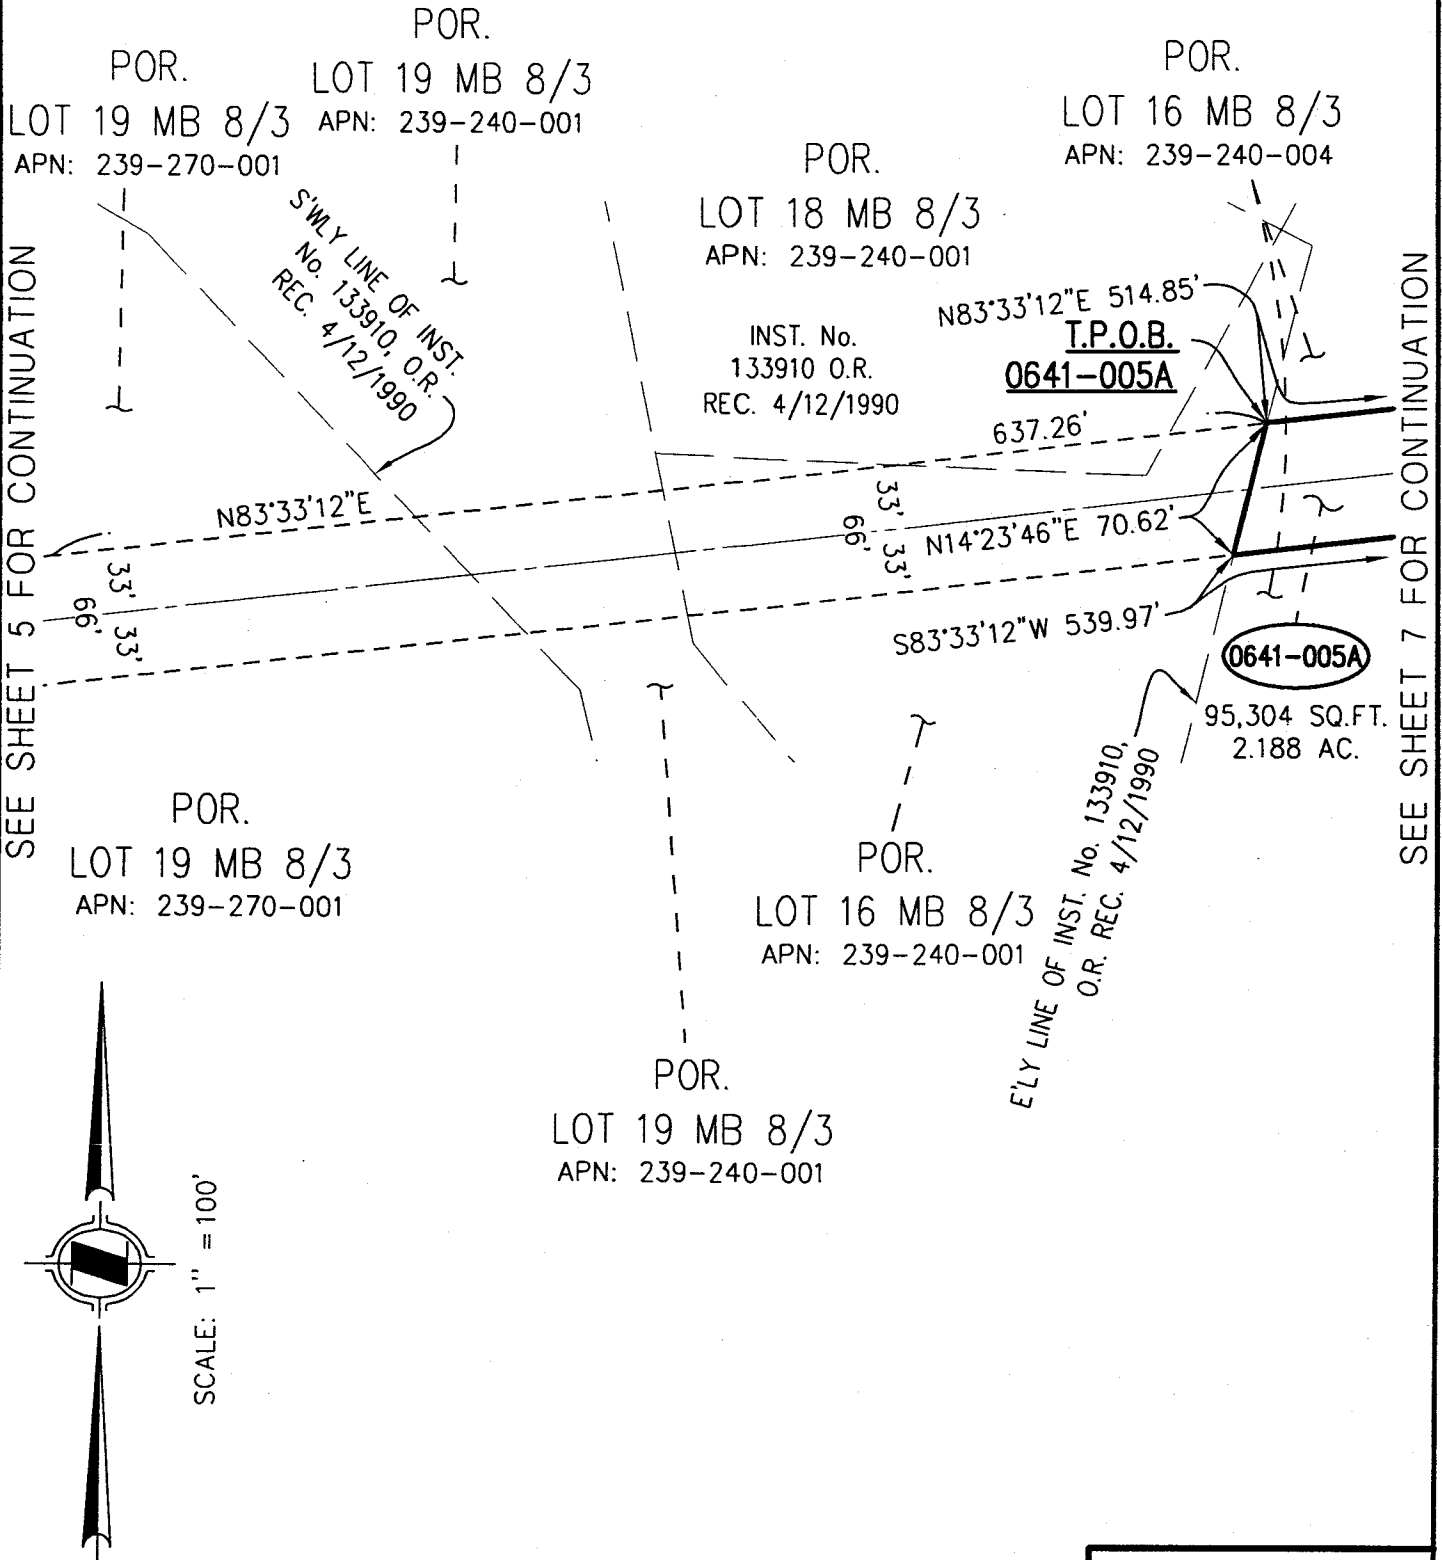 POR.
LOT 19 MB 8/3
APN: 239-270-001
POR.
LOT 19 MB 8/3
APN: 239-240-001
POR.
LOT 18 MB 8/3
APN: 239-240-001
POR.
LOT 16 MB 8/3
APN: 239-240-004
S'WLY LINE OF INST.
No. 133910, O.R.
REC. 4/12/1990
INST. No.
133910 O.R.
REC. 4/12/1990
N83°33'12"E 514.85'
T.P.O.B.
0641-005A
637.26'
N83°33'12"E
33'
66'
33'
33'
66'
33'
N14°23'46"E 70.62'
S83°33'12"W 539.97'
0641-005A
95,304 SQ.FT.
2.188 AC.
SEE SHEET 5 FOR CONTINUATION
SEE SHEET 7 FOR CONTINUATION
POR.
LOT 19 MB 8/3
APN: 239-270-001
POR.
LOT 16 MB 8/3
APN: 239-240-001
E'LY LINE OF INST. No. 133910,
O.R. REC. 4/12/1990
POR.
LOT 19 MB 8/3
APN: 239-240-001
SCALE: 1" = 100'